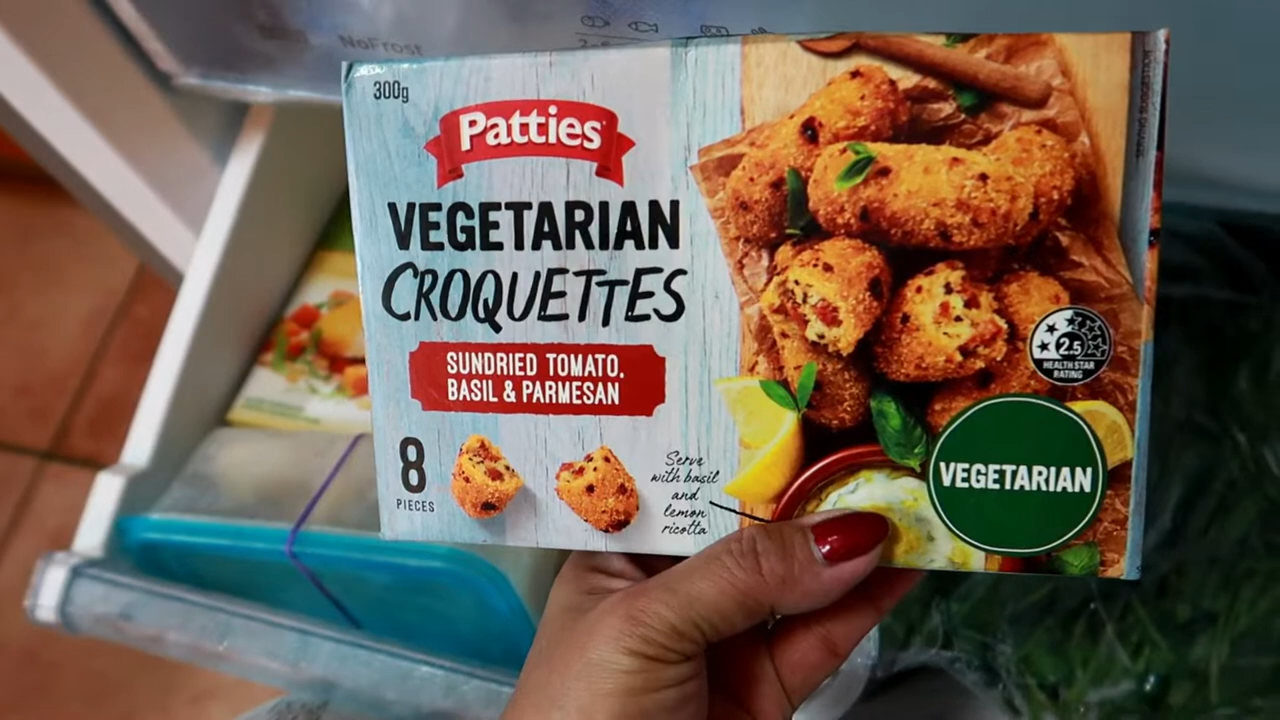 NoFrost
300g
Patties
VEGETARIAN
CROQUETTES
SUNDRIED TOMATO,
BASIL & PARMESAN
8
PIECES
Serve
with basil
and
lemon
ricotta
2.5
HEALTH STAR
RATING
VEGETARIAN